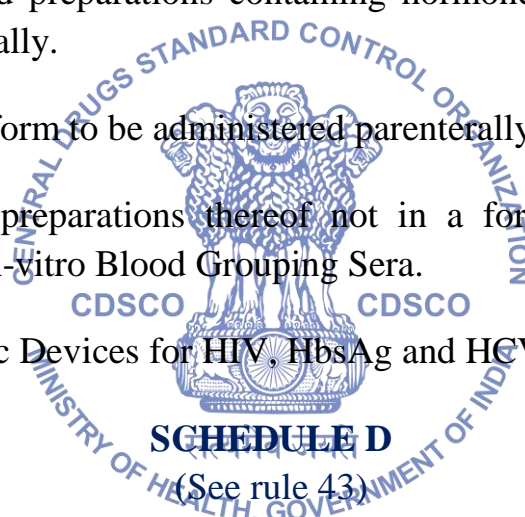 d preparations containing hormone
ally.
form to be administered parenterally
preparations thereof not in a for
-vitro Blood Grouping Sera.
c Devices for HIV, HbsAg and HCV
SCHEDULE D
(See rule 43)
CENTRAL DRUGS STANDARD CONTROL ORGANIZATION
CDSCO CDSCO
MINISTRY OF HEALTH, GOVERNMENT OF INDI